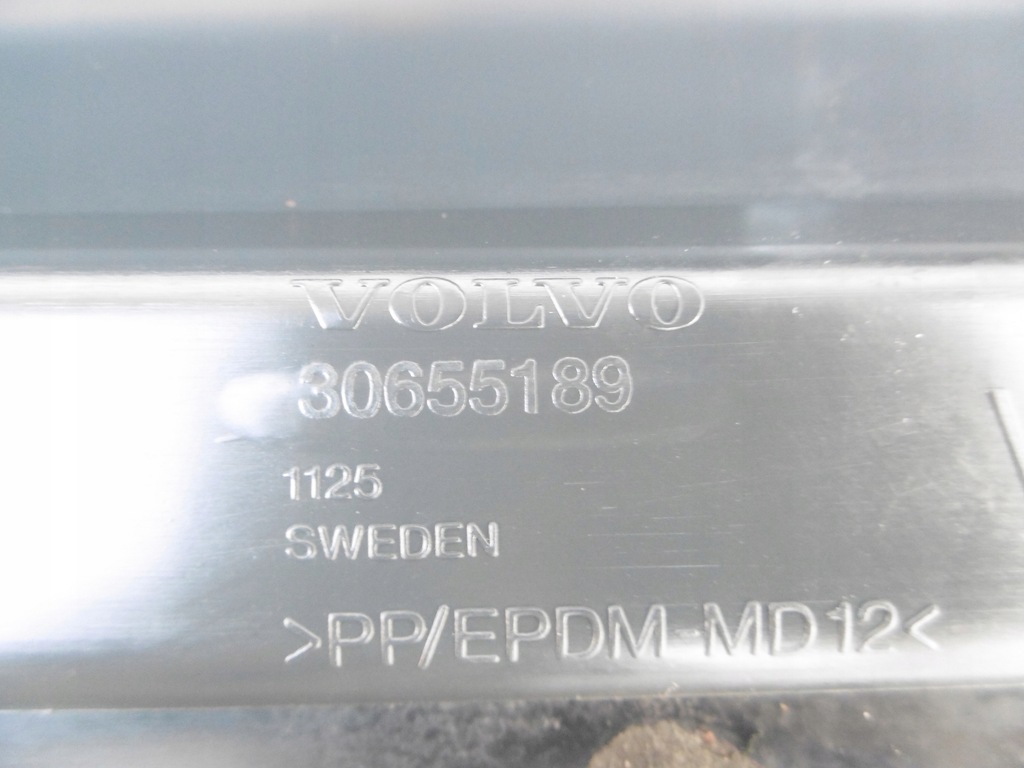 VOLVO
30655189
1125
SWEDEN
>PP/EPDM-MD12<